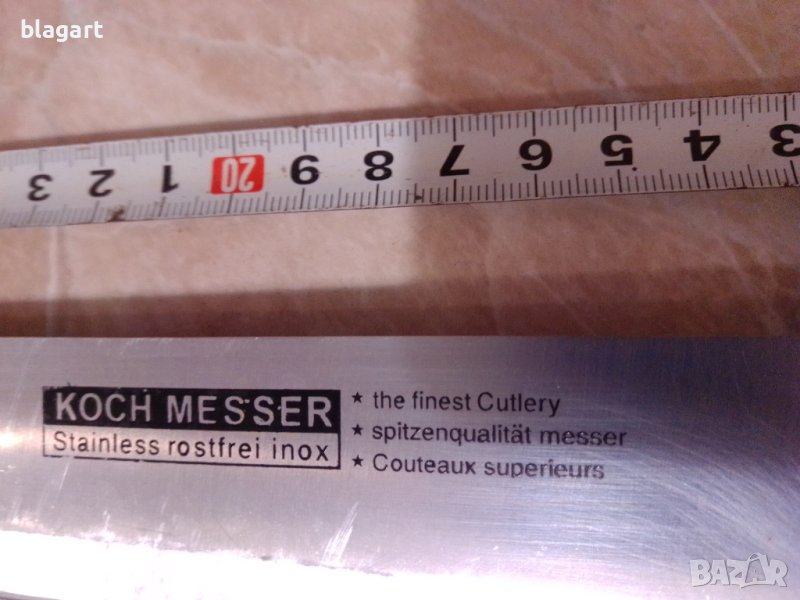 blagart
3 2 1 20 9 8 7 6 5 4 3
KOCH MESSER
Stainless rostfrei inox
★ the finest Cutlery
★ spitzenqualität messer
★ Couteaux superieurs
BAZAR